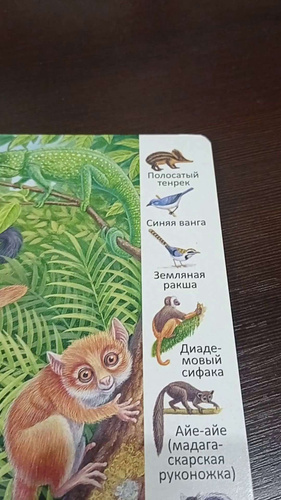 Полосатый
тенрек
Синяя ванга
Земляная
ракша
Диаде-
мовый
сифака
Айе-айе
(мадага-
скарская
руконожка)